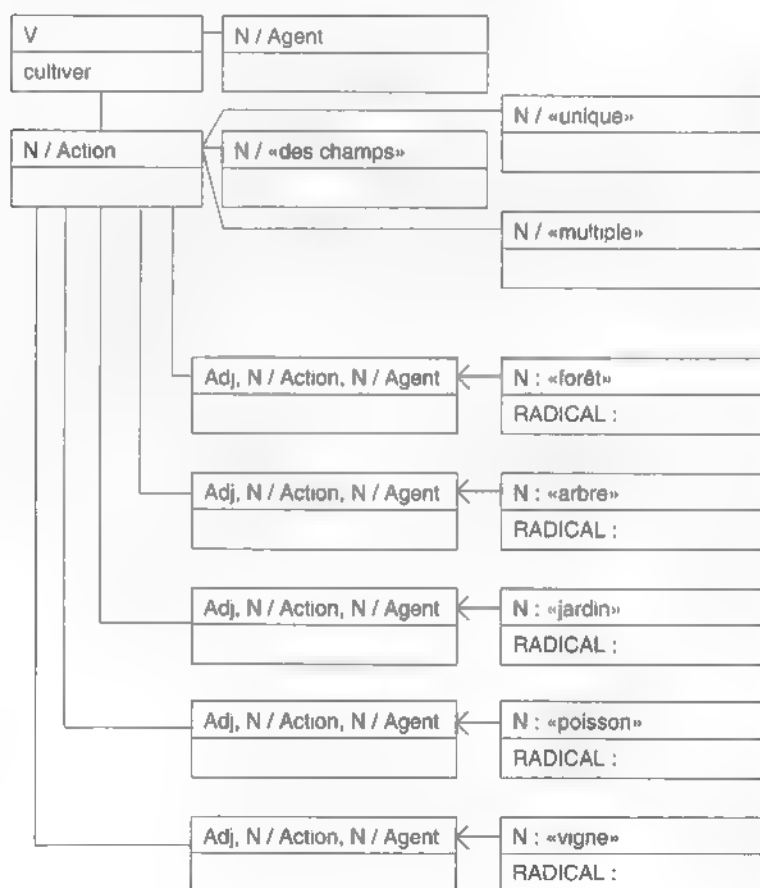 V
N / Agent
cultiver
N / «unique»
N / Action
N / «des champs»
N / «multiple»
Adj, N / Action, N / Agent
N : «forêt»
RADICAL :
Adj, N / Action, N / Agent
N : «arbre»
RADICAL :
Adj, N / Action, N / Agent
N : «jardin»
RADICAL :
Adj, N / Action, N / Agent
N : «poisson»
RADICAL :
Adj, N / Action, N / Agent
N : «vigne»
RADICAL :